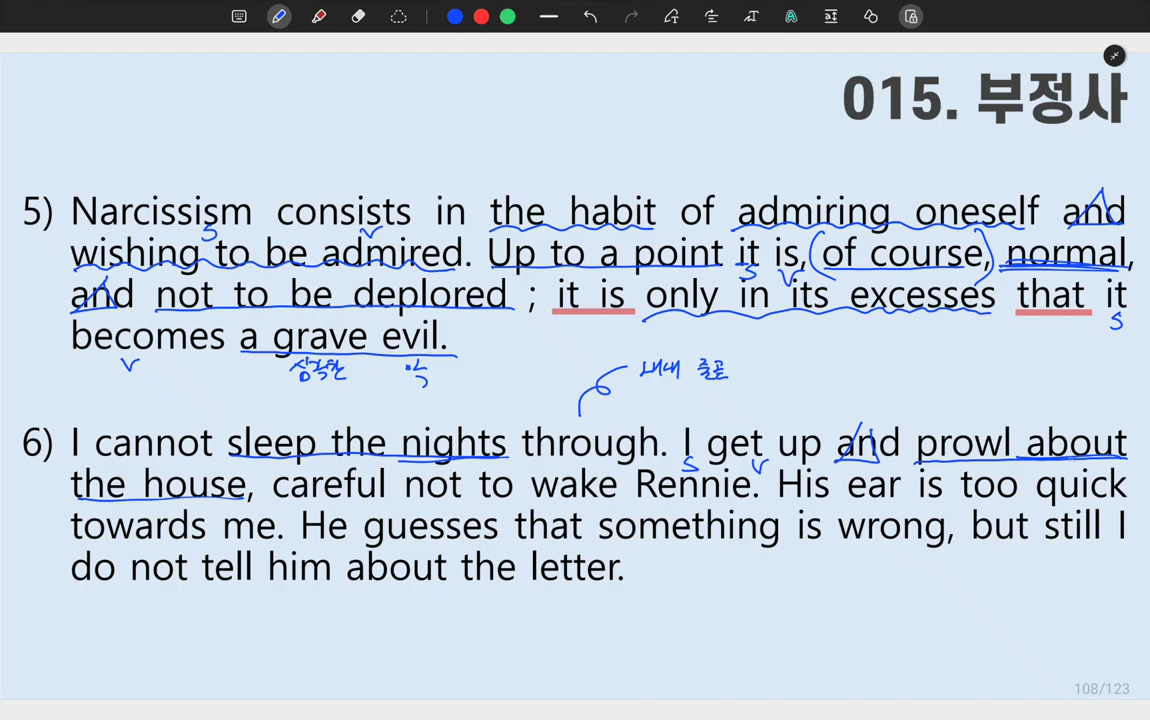 015. 부정사
5) Narcissism consists in the habit of admiring oneself and
S V
wishing to be admired. Up to a point it is, (of course,) normal,
S V
and not to be deplored ; it is only in its excesses that it
S
becomes a grave evil.
V 심각한 악
내내 줄곧
6) I cannot sleep the nights through. I get up and prowl about
S V
the house, careful not to wake Rennie. His ear is too quick
towards me. He guesses that something is wrong, but still I
do not tell him about the letter.
108/123